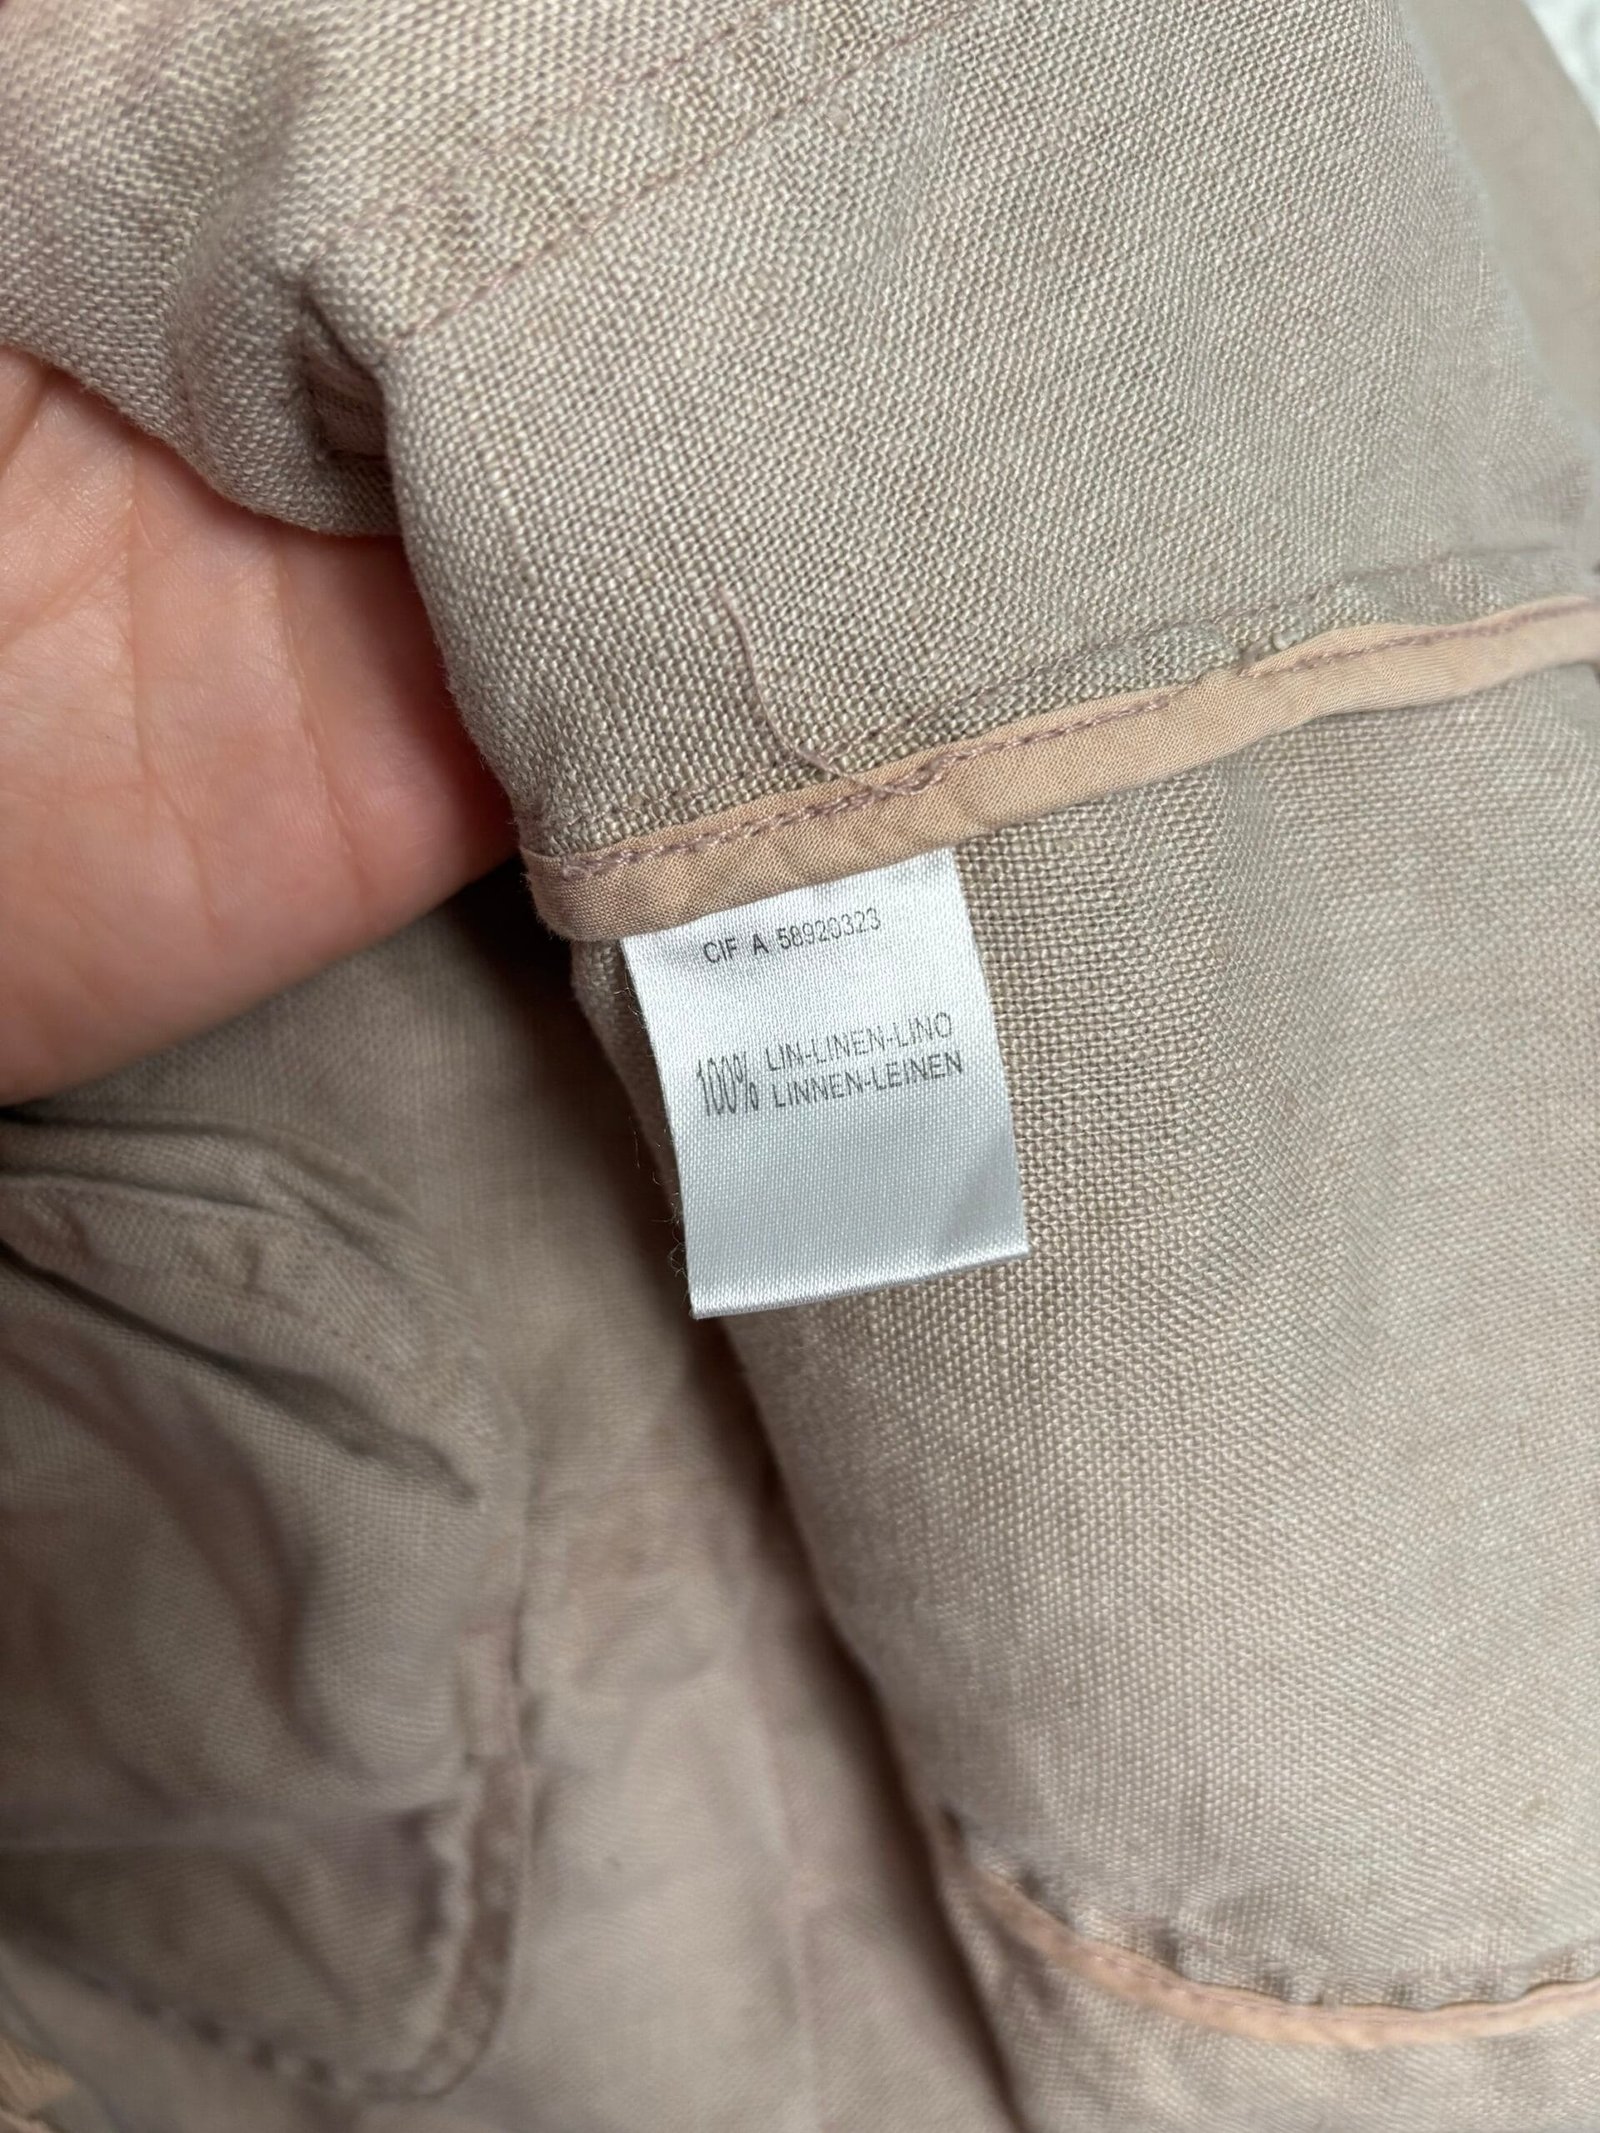 CIF A 58920323
100% LIN-LINEN-LINO
LINNEN-LEINEN